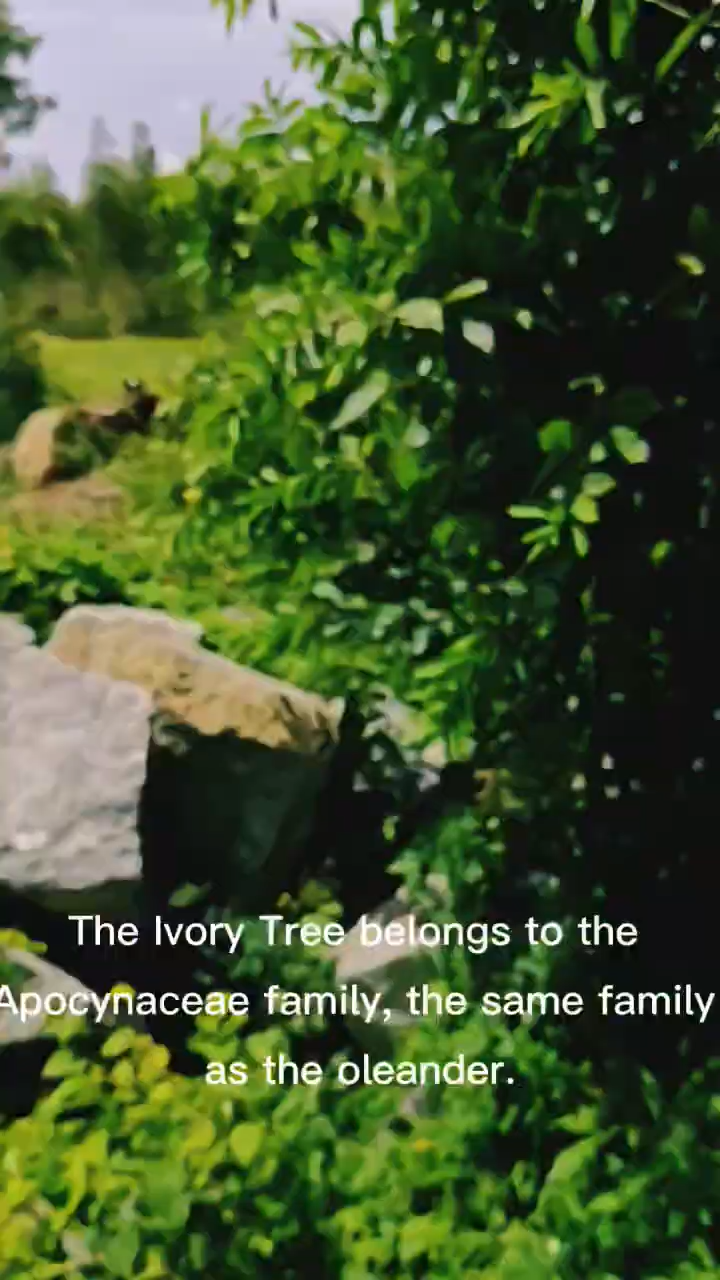 The Ivory Tree belongs to the
Apocynaceae family, the same family
as the oleander.